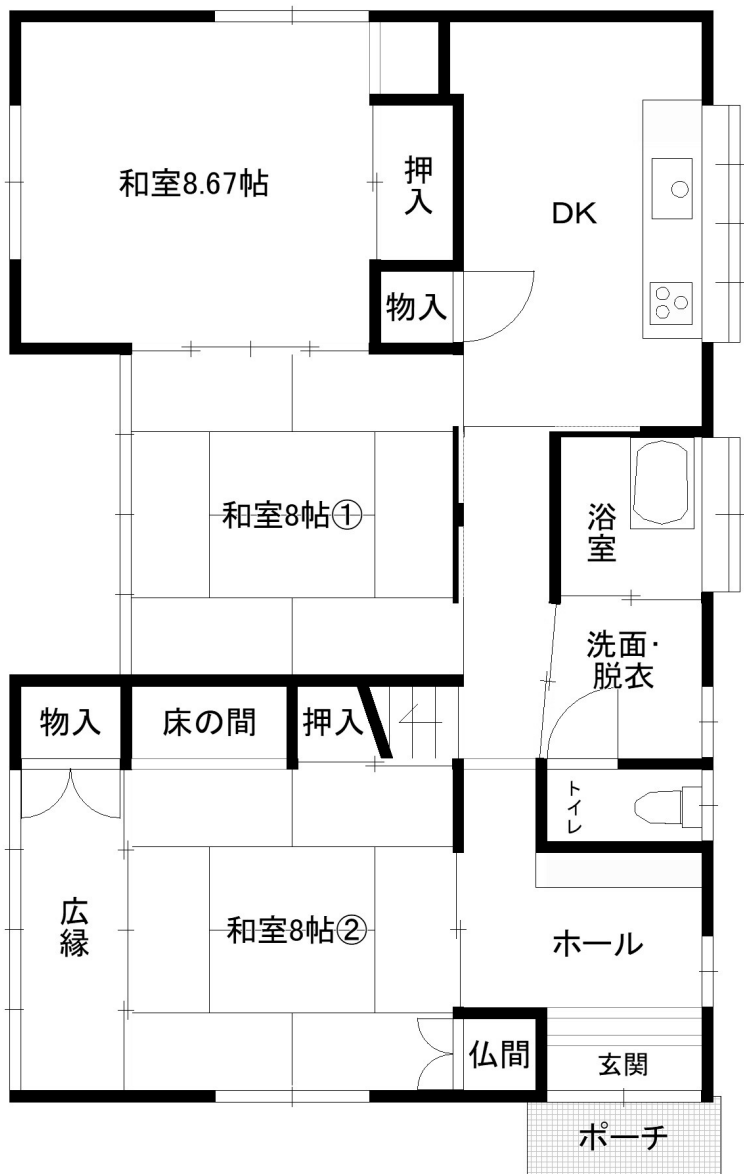 和室8.67帖
押入
DK
物入
和室8帖①
浴室
洗面・
脱衣
物入
床の間
押入
トイレ
広縁
和室8帖②
ホール
仏間
玄関
ポーチ